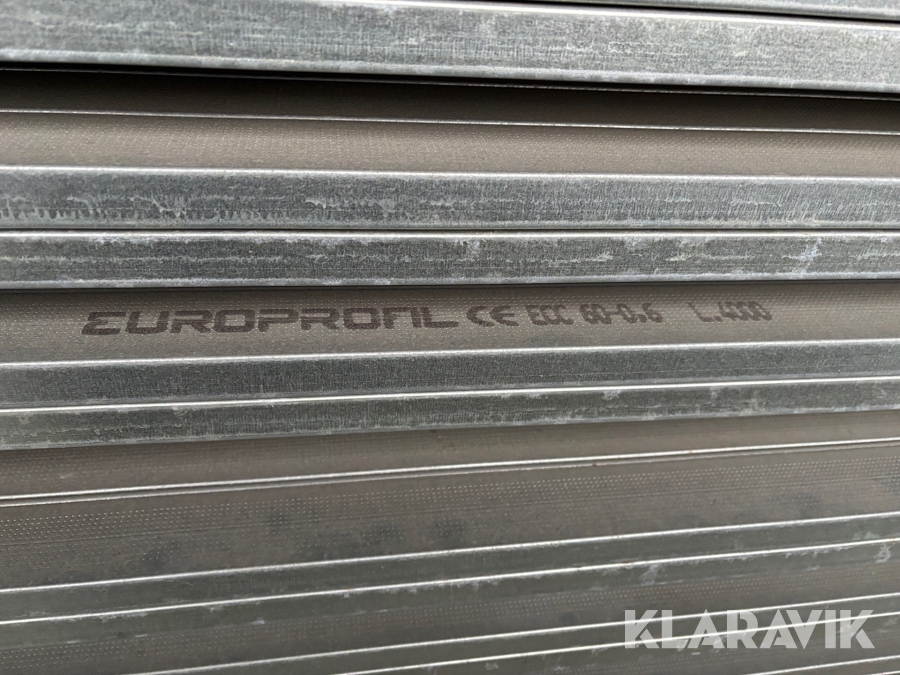 EUROPROFIL CE ECC 60-0.6 L.4000
KLARAVIK